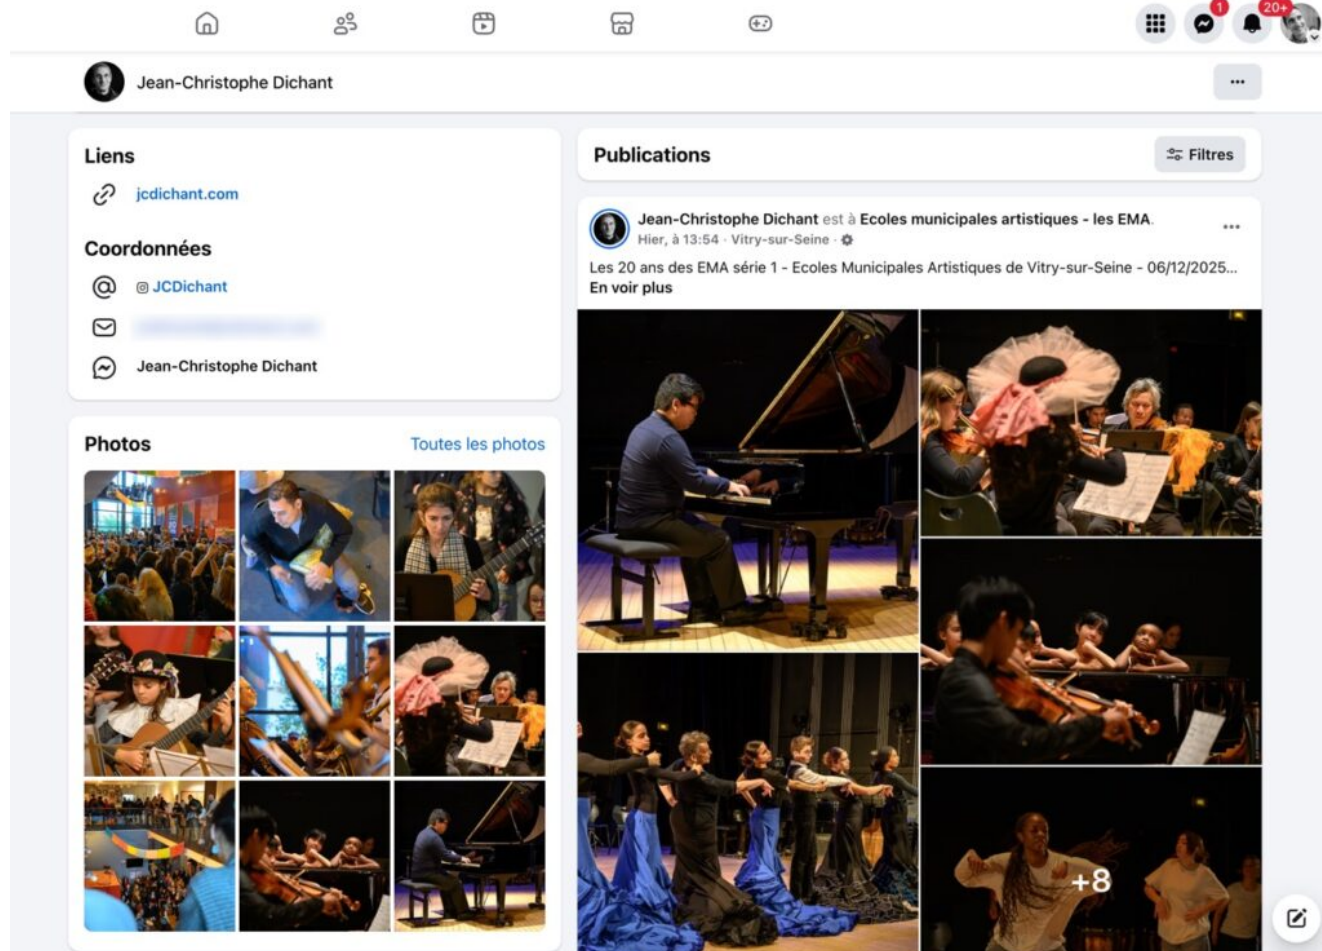 1
20+
Jean-Christophe Dichant
Liens
jcdichant.com
Coordonnées
JCDichant
Jean-Christophe Dichant
Photos
Toutes les photos
Publications
Filtres
Jean-Christophe Dichant est à Ecoles municipales artistiques - les EMA.
Hier, à 13:54 · Vitry-sur-Seine ·
Les 20 ans des EMA série 1 - Ecoles Municipales Artistiques de Vitry-sur-Seine - 06/12/2025...
En voir plus
+8